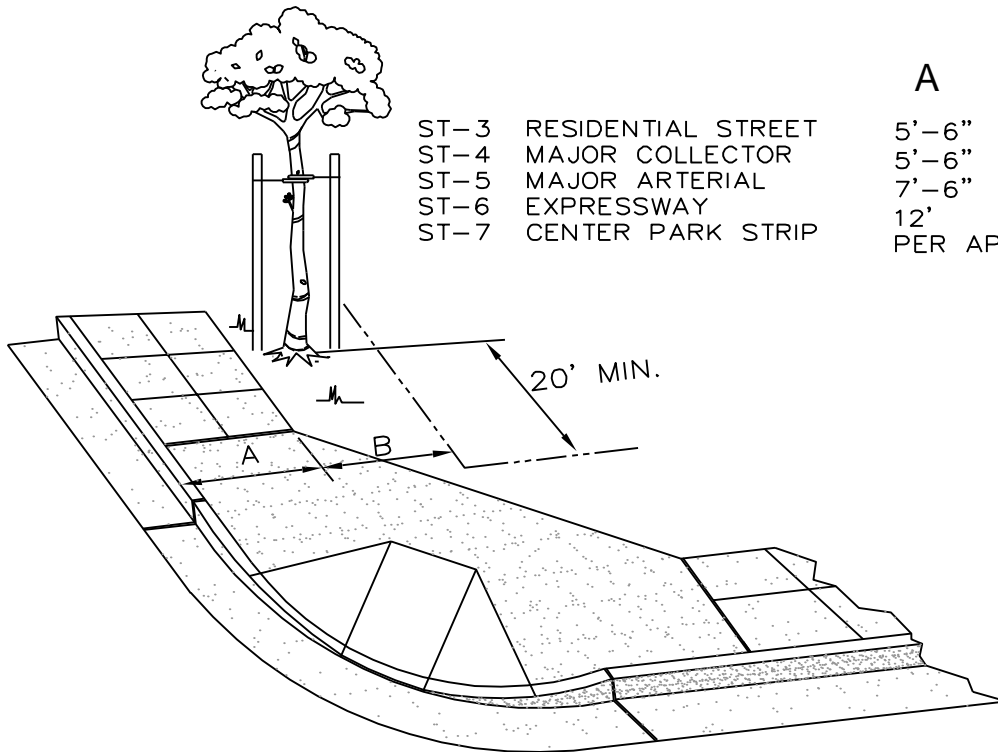 A
ST-3 RESIDENTIAL STREET 5'-6"
ST-4 MAJOR COLLECTOR 5'-6"
ST-5 MAJOR ARTERIAL 7'-6"
ST-6 EXPRESSWAY 12'
ST-7 CENTER PARK STRIP PER AP
20' MIN.
A B